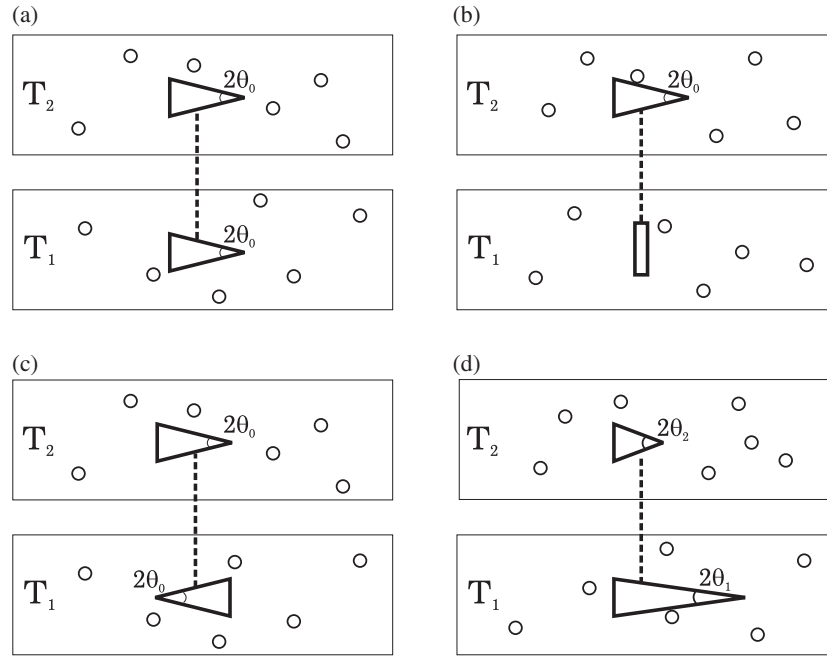 (a)
T₂ 2θ₀
T₁ 2θ₀
(b)
T₂ 2θ₀
T₁
(c)
T₂ 2θ₀
T₁ 2θ₀
(d)
T₂ 2θ₂
T₁ 2θ₁